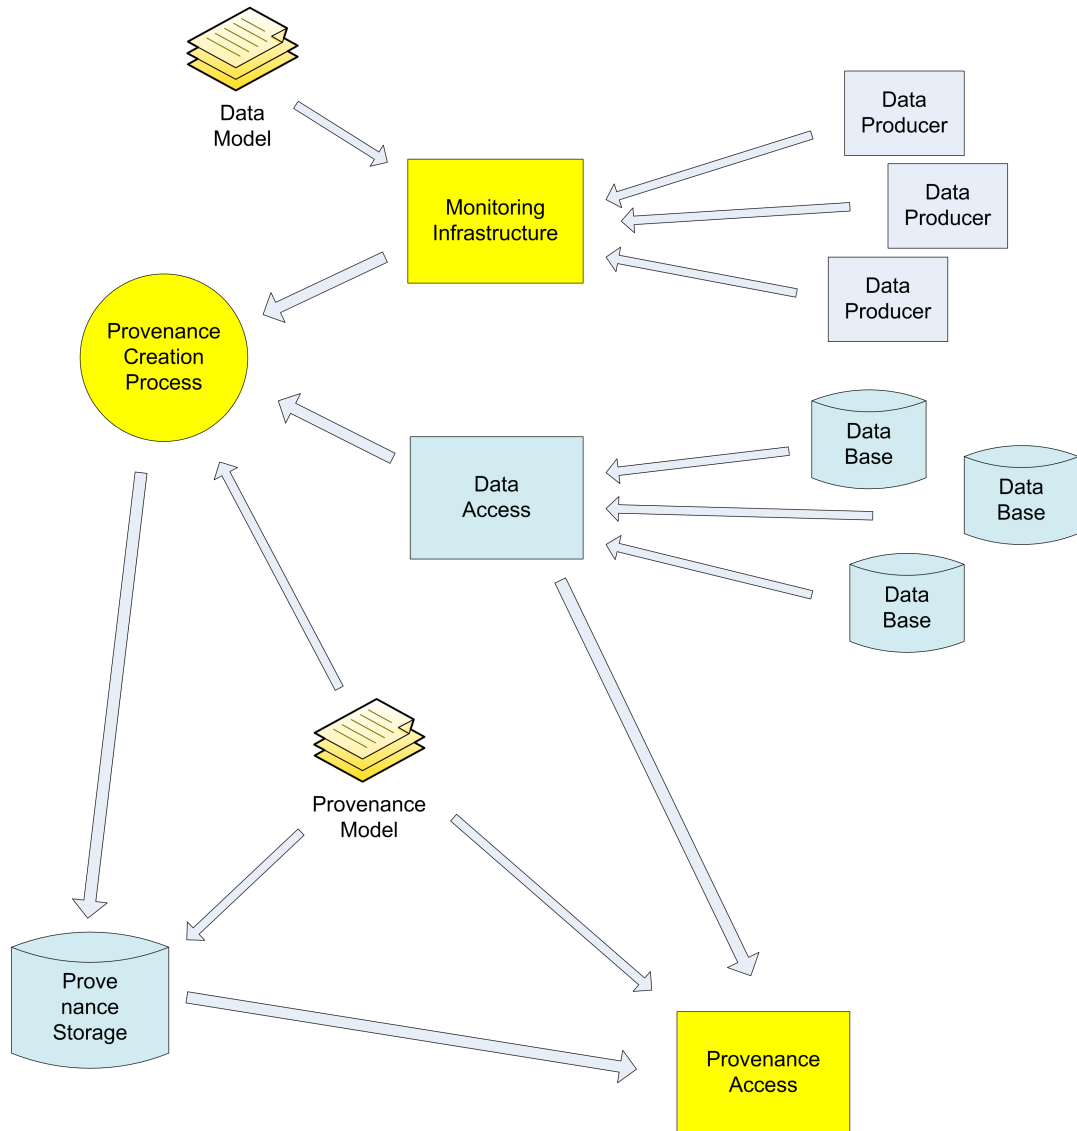 Data
Model
Data
Producer
Monitoring
Infrastructure
Data
Producer
Data
Producer
Provenance
Creation
Process
Data
Base
Data
Access
Data
Base
Data
Base
Provenance
Model
Prove
nance
Storage
Provenance
Access